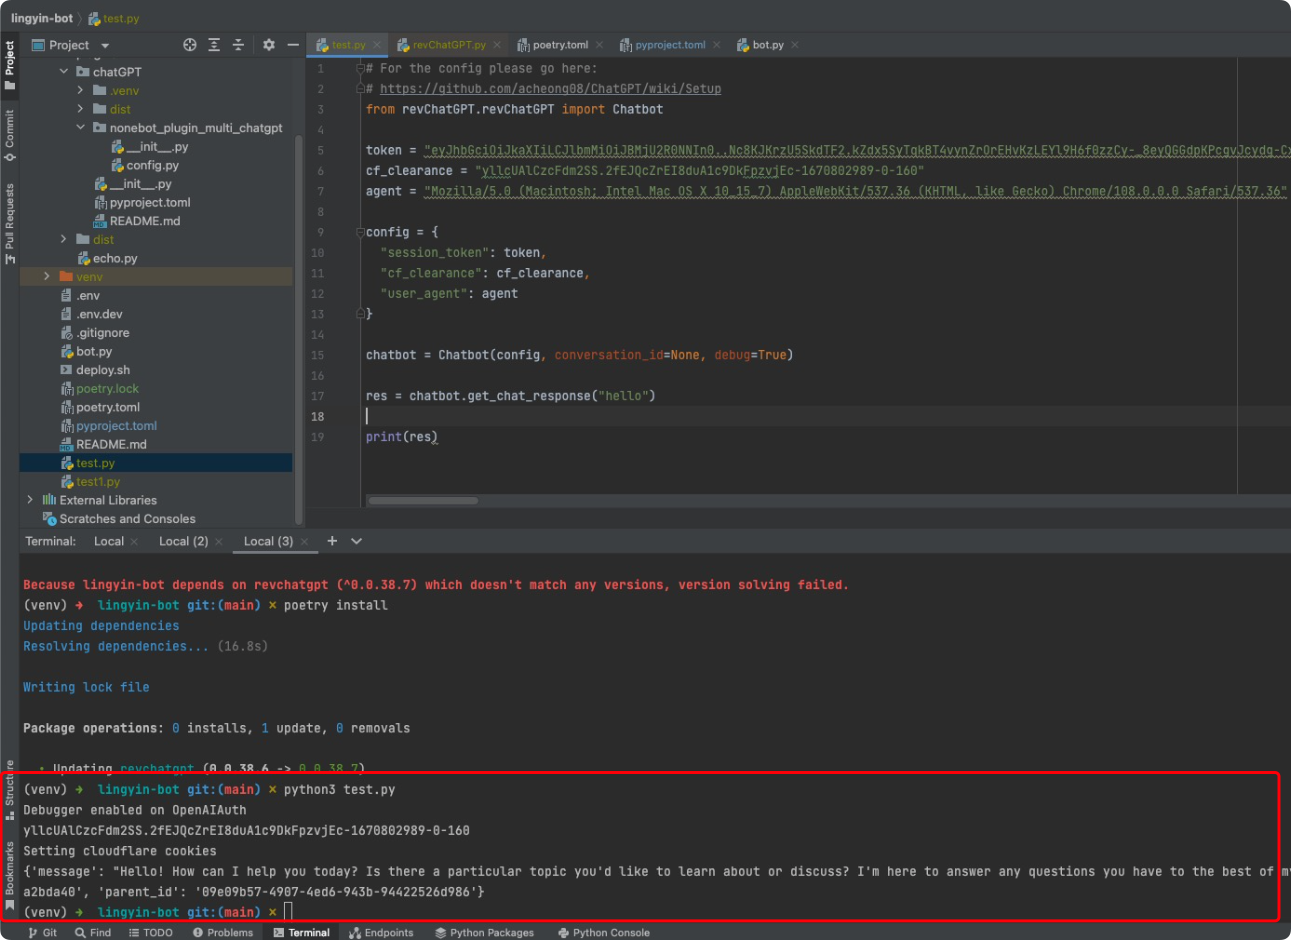 lingyin-bot
test.py
Project
test.py
revChatGPT.py
poetry.toml
pyproject.toml
bot.py
Project
Commit
Pull Requests
Structure
Bookmarks
chatGPT
.venv
dist
nonebot_plugin_multi_chatgpt
__init__.py
config.py
__init__.py
pyproject.toml
README.md
dist
echo.py
venv
.env
.env.dev
.gitignore
bot.py
deploy.sh
poetry.lock
poetry.toml
pyproject.toml
README.md
test.py
test1.py
External Libraries
Scratches and Consoles
1 # For the config please go here:
2 # https://github.com/acheong08/ChatGPT/wiki/Setup
3 from revChatGPT.revChatGPT import Chatbot
4
5 token = "eyJhbGciOiJkaXIiLCJlbmMiOiJBMjU2R0NNIn0..Nc8KJKrzU5SkdTF2.kZdx5SyTqkBT4vynZrOrEHvKzLEYl9H6f0zzCy-_8eyQGGdpKPcgvJcydq-Cx
6 cf_clearance = "yllcUAlCzcFdm2SS.2fEJQcZrEI8duA1c9DkFpzvjEc-1670802989-0-160"
7 agent = "Mozilla/5.0 (Macintosh; Intel Mac OS X 10_15_7) AppleWebKit/537.36 (KHTML, like Gecko) Chrome/108.0.0.0 Safari/537.36"
8
9 config = {
10 "session_token": token,
11 "cf_clearance": cf_clearance,
12 "user_agent": agent
13 }
14
15 chatbot = Chatbot(config, conversation_id=None, debug=True)
16
17 res = chatbot.get_chat_response("hello")
18
19 print(res)
Terminal: Local Local (2) Local (3)
Because lingyin-bot depends on revchatgpt (^0.0.38.7) which doesn't match any versions, version solving failed.
(venv) ➜ lingyin-bot git:(main) ✗ poetry install
Updating dependencies
Resolving dependencies... (16.8s)
Writing lock file
Package operations: 0 installs, 1 update, 0 removals
• Updating revchatgpt (0.0.38.6 -> 0.0.38.7)
(venv) ➜ lingyin-bot git:(main) ✗ python3 test.py
Debugger enabled on OpenAIAuth
yllcUAlCzcFdm2SS.2fEJQcZrEI8duA1c9DkFpzvjEc-1670802989-0-160
Setting cloudflare cookies
{'message': "Hello! How can I help you today? Is there a particular topic you'd like to learn about or discuss? I'm here to answer any questions you have to the best of my
a2bda40', 'parent_id': '09e09b57-4907-4ed6-943b-94422526d986'}
(venv) ➜ lingyin-bot git:(main) ✗
Git Find TODO Problems Terminal Endpoints Python Packages Python Console